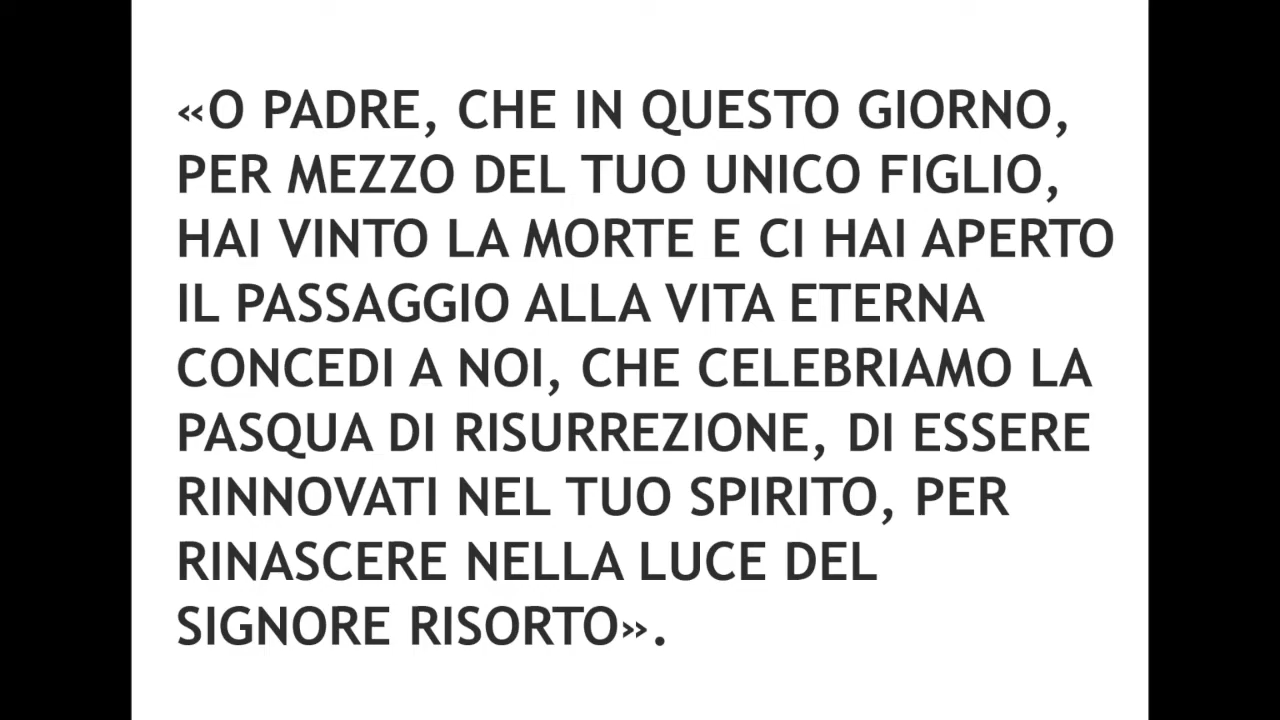 «O PADRE, CHE IN QUESTO GIORNO,
PER MEZZO DEL TUO UNICO FIGLIO,
HAI VINTO LA MORTE E CI HAI APERTO
IL PASSAGGIO ALLA VITA ETERNA
CONCEDI A NOI, CHE CELEBRIAMO LA
PASQUA DI RISURREZIONE, DI ESSERE
RINNOVATI NEL TUO SPIRITO, PER
RINASCERE NELLA LUCE DEL
SIGNORE RISORTO».